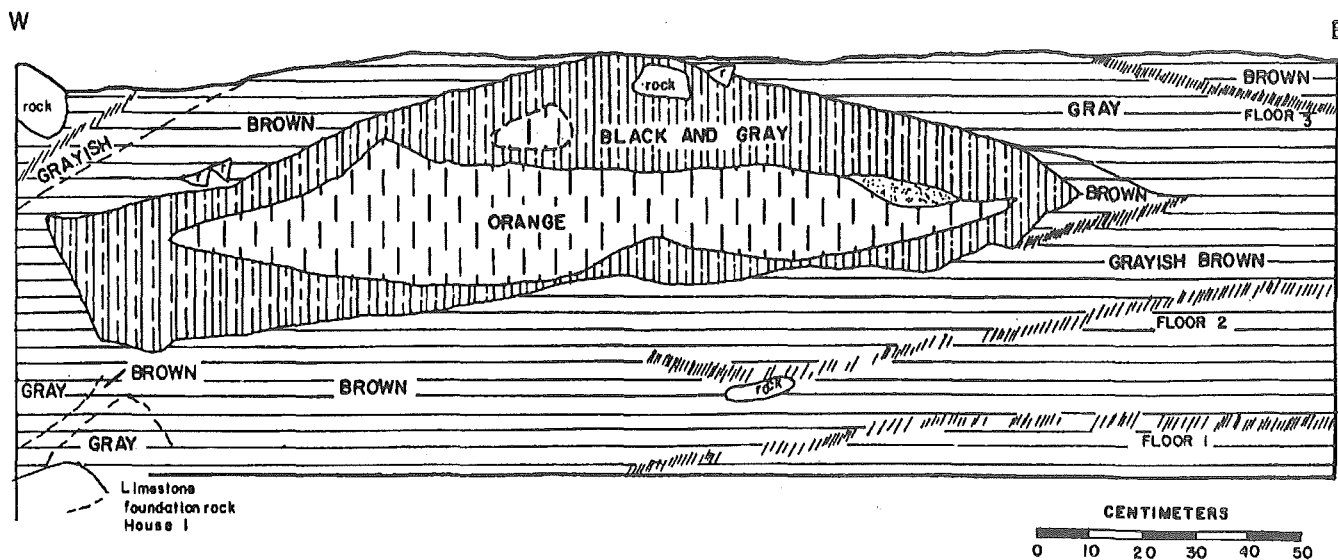 W
E
rock
rock
r
BROWN
BROWN
GRAY
FLOOR 3
GRAYISH
BLACK AND GRAY
BROWN
ORANGE
GRAYISH BROWN
FLOOR 2
BROWN
GRAY
BROWN
rock
GRAY
FLOOR 1
Limestone
foundation rock
House 1
CENTIMETERS
0 10 20 30 40 50